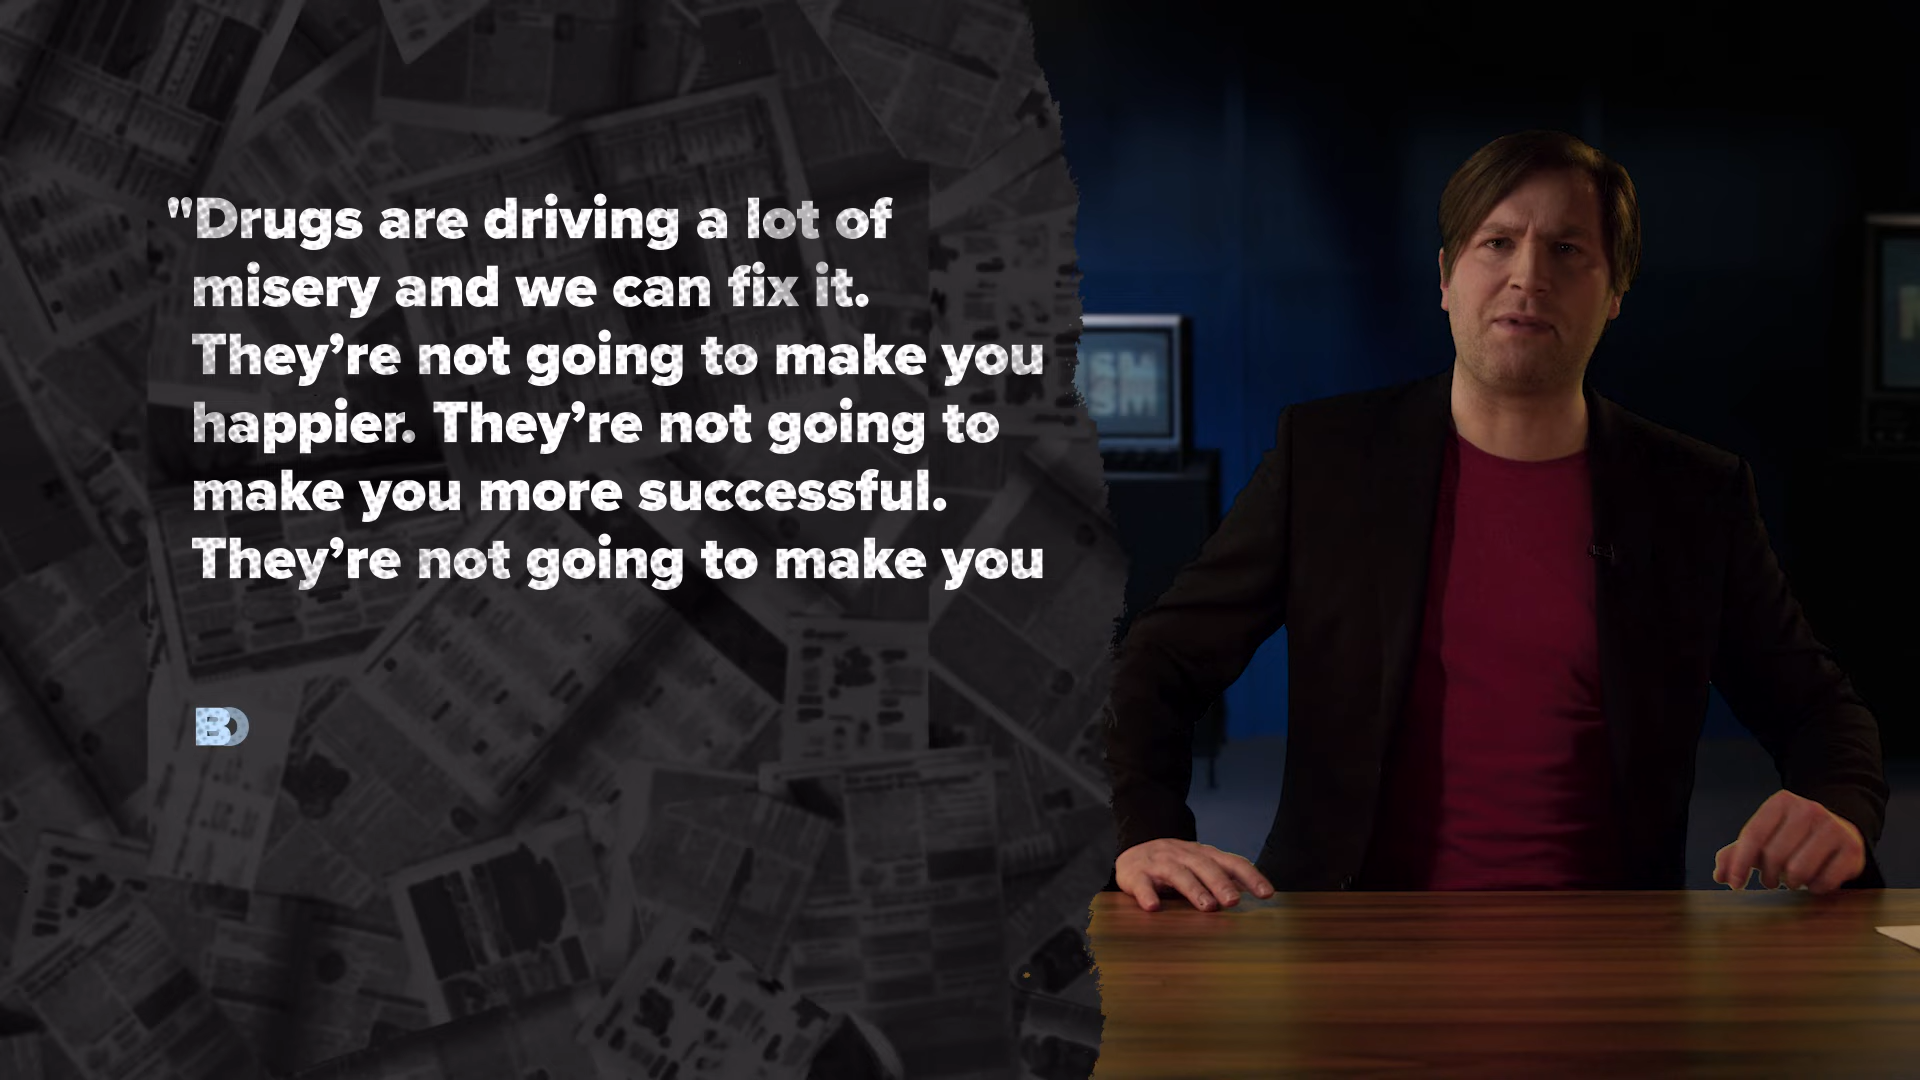 "Drugs are driving a lot of
misery and we can fix it.
They’re not going to make you
happier. They’re not going to
make you more successful.
They’re not going to make you